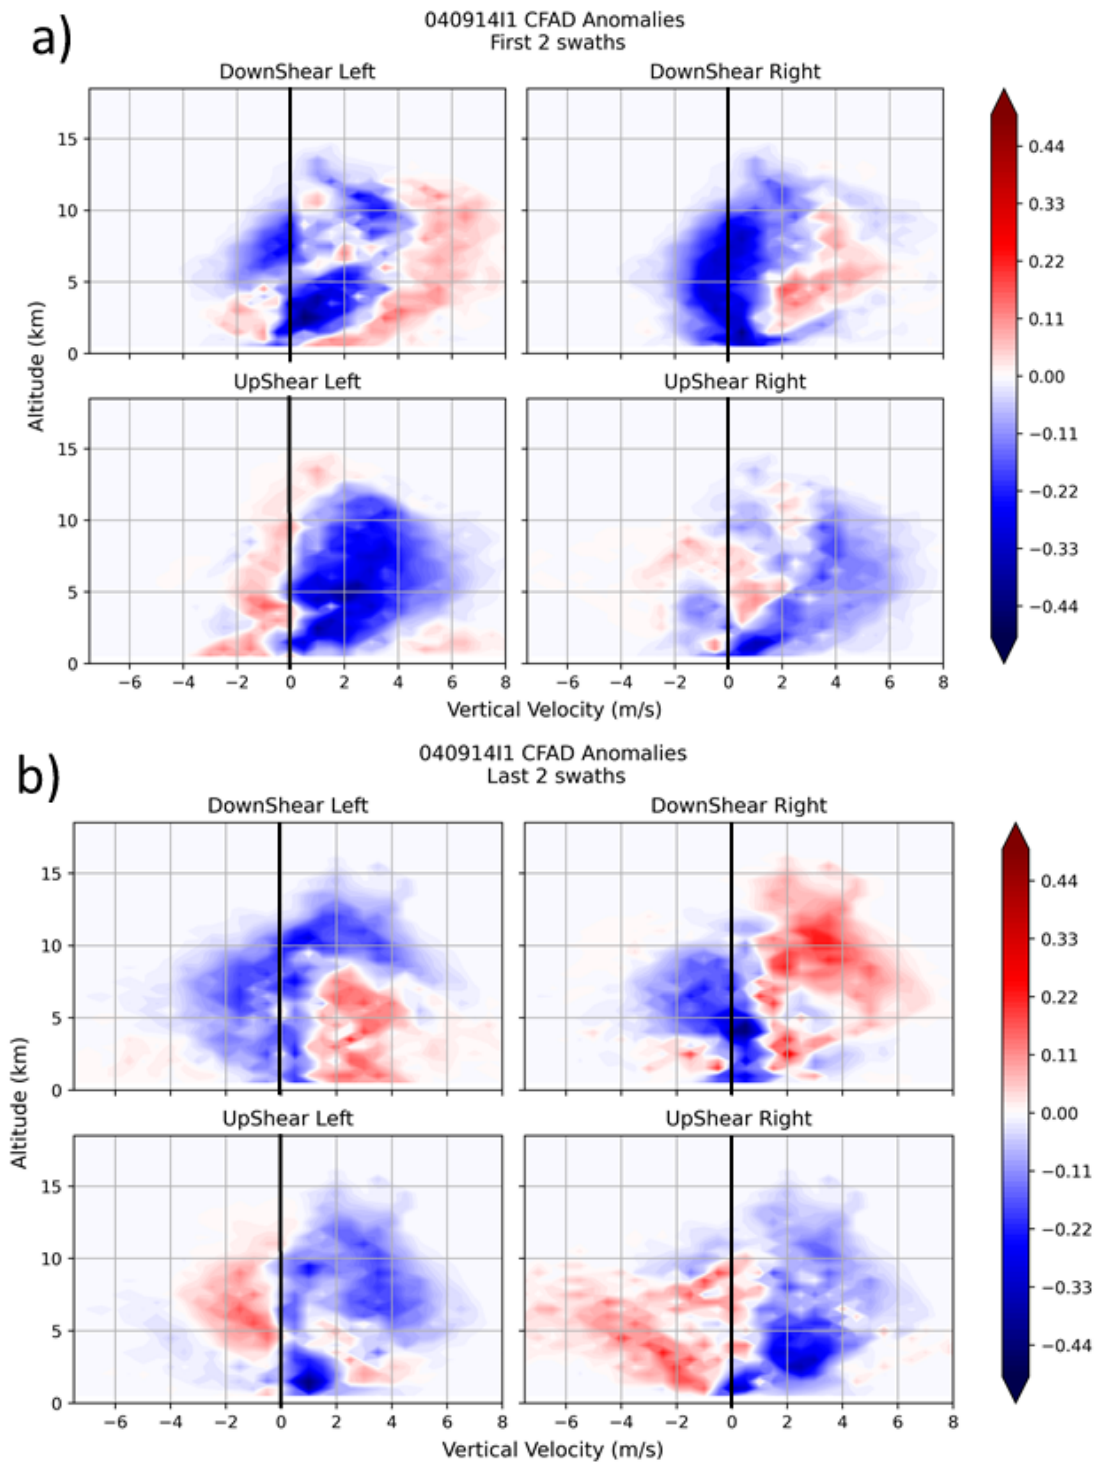 a)
040914I1 CFAD Anomalies
First 2 swaths
DownShear Left
DownShear Right
15
10
5
0
UpShear Left
UpShear Right
15
10
5
0
−6 −4 −2 0 2 4 6 8
−6 −4 −2 0 2 4 6 8
Altitude (km)
Vertical Velocity (m/s)
0.44
0.33
0.22
0.11
0.00
−0.11
−0.22
−0.33
−0.44
b)
040914I1 CFAD Anomalies
Last 2 swaths
DownShear Left
DownShear Right
15
10
5
0
UpShear Left
UpShear Right
15
10
5
0
−6 −4 −2 0 2 4 6 8
−6 −4 −2 0 2 4 6 8
Altitude (km)
Vertical Velocity (m/s)
0.44
0.33
0.22
0.11
0.00
−0.11
−0.22
−0.33
−0.44